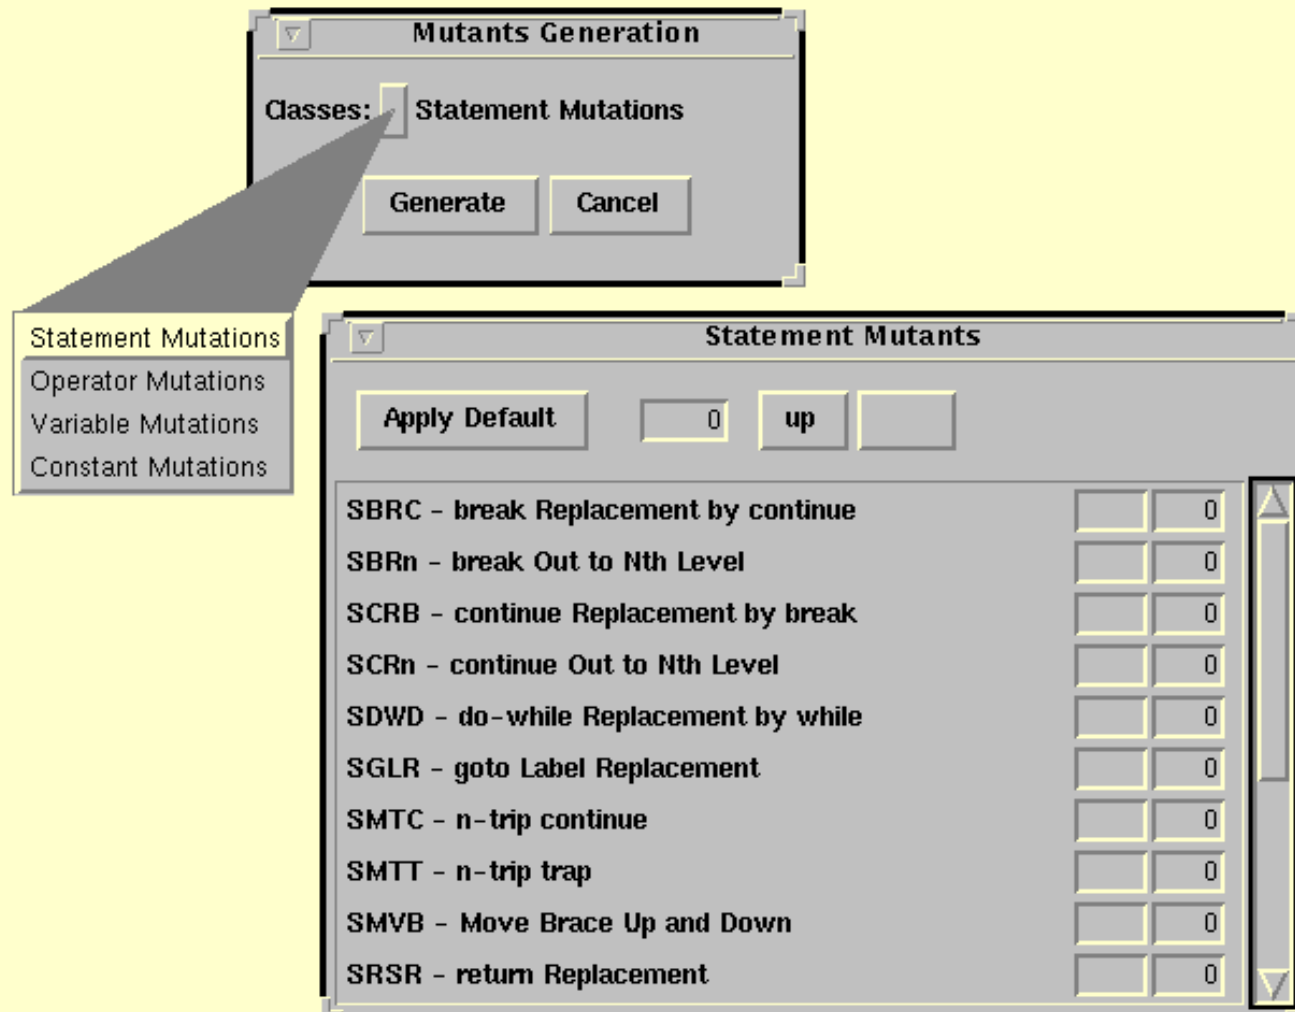 Mutants Generation
Classes: Statement Mutations
Generate Cancel
Statement Mutations
Operator Mutations
Variable Mutations
Constant Mutations
Statement Mutants
Apply Default 0 up
SBRC - break Replacement by continue 0
SBRn - break Out to Nth Level 0
SCRB - continue Replacement by break 0
SCRn - continue Out to Nth Level 0
SDWD - do-while Replacement by while 0
SGLR - goto Label Replacement 0
SMTC - n-trip continue 0
SMTT - n-trip trap 0
SMVB - Move Brace Up and Down 0
SRSR - return Replacement 0